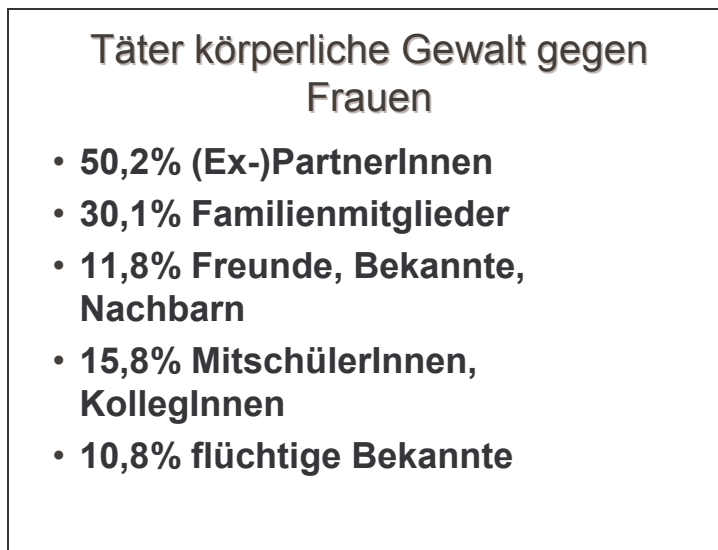 Täter körperliche Gewalt gegen
Frauen
• 50,2% (Ex-)PartnerInnen
• 30,1% Familienmitglieder
• 11,8% Freunde, Bekannte,
Nachbarn
• 15,8% MitschülerInnen,
KollegInnen
• 10,8% flüchtige Bekannte